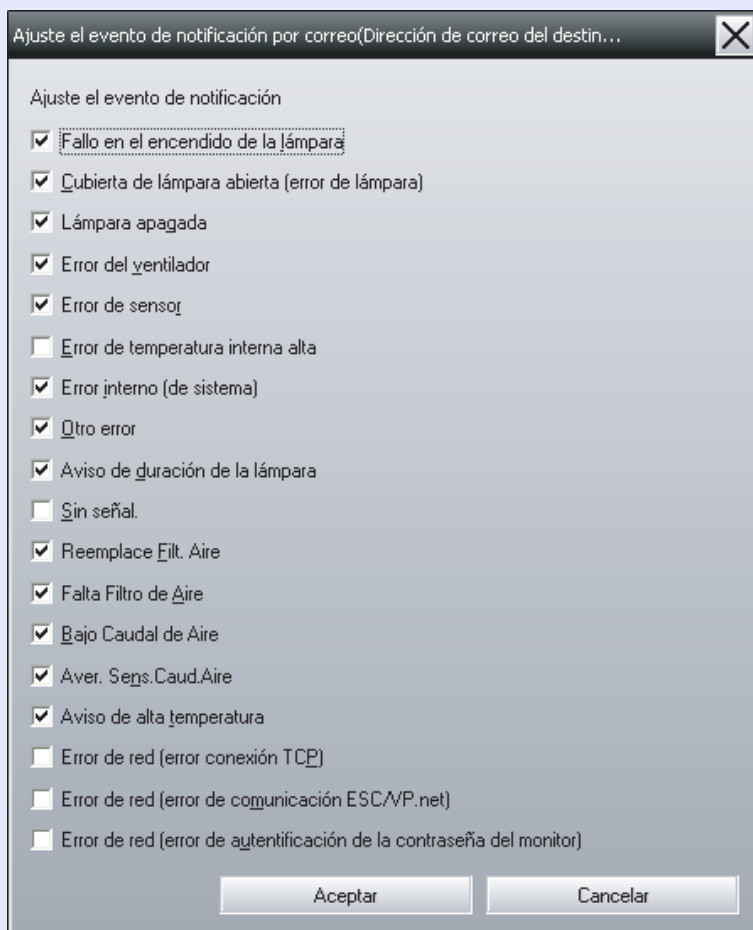 Ajuste el evento de notificación por correo(Dirección de correo del destin...
Ajuste el evento de notificación
Fallo en el encendido de la lámpara
Cubierta de lámpara abierta (error de lámpara)
Lámpara apagada
Error del ventilador
Error de sensor
Error de temperatura interna alta
Error interno (de sistema)
Otro error
Aviso de duración de la lámpara
Sin señal.
Reemplace Filt. Aire
Falta Filtro de Aire
Bajo Caudal de Aire
Aver. Sens.Caud.Aire
Aviso de alta temperatura
Error de red (error conexión TCP)
Error de red (error de comunicación ESC/VP.net)
Error de red (error de autentificación de la contraseña del monitor)
Aceptar
Cancelar